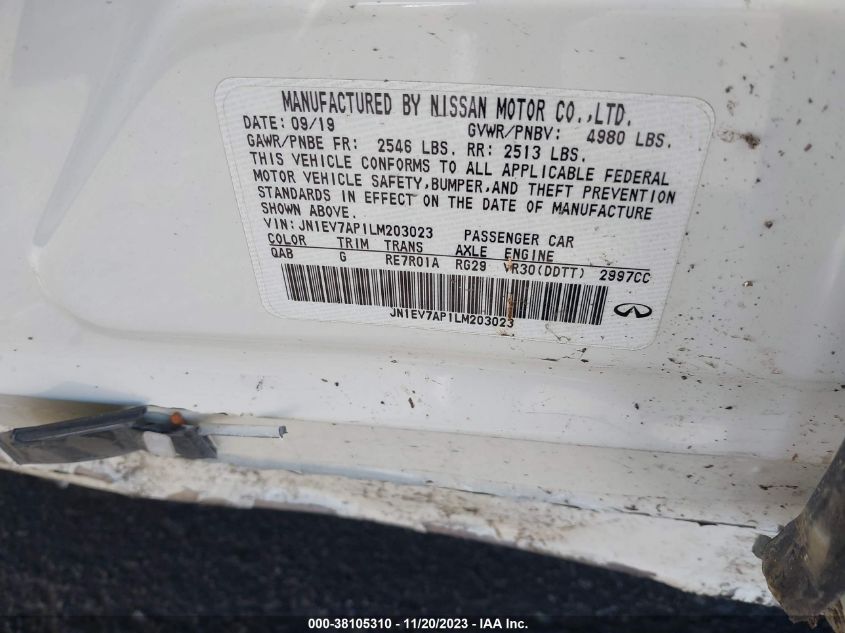 MANUFACTURED BY NISSAN MOTOR CO.,LTD.
DATE: 09/19 GVWR/PNBV: 4980 LBS.
GAWR/PNBE FR: 2546 LBS. RR: 2513 LBS.
THIS VEHICLE CONFORMS TO ALL APPLICABLE FEDERAL
MOTOR VEHICLE SAFETY,BUMPER,AND THEFT PREVENTION
STANDARDS IN EFFECT ON THE DATE OF MANUFACTURE
SHOWN ABOVE.
VIN: JN1EV7AP1LM203023 PASSENGER CAR
COLOR TRIM TRANS AXLE ENGINE
QAB G RE7R01A RG29 VR30(DDTT) 2997CC
JN1EV7AP1LM203023
000-38105310 - 11/20/2023 - IAA Inc.